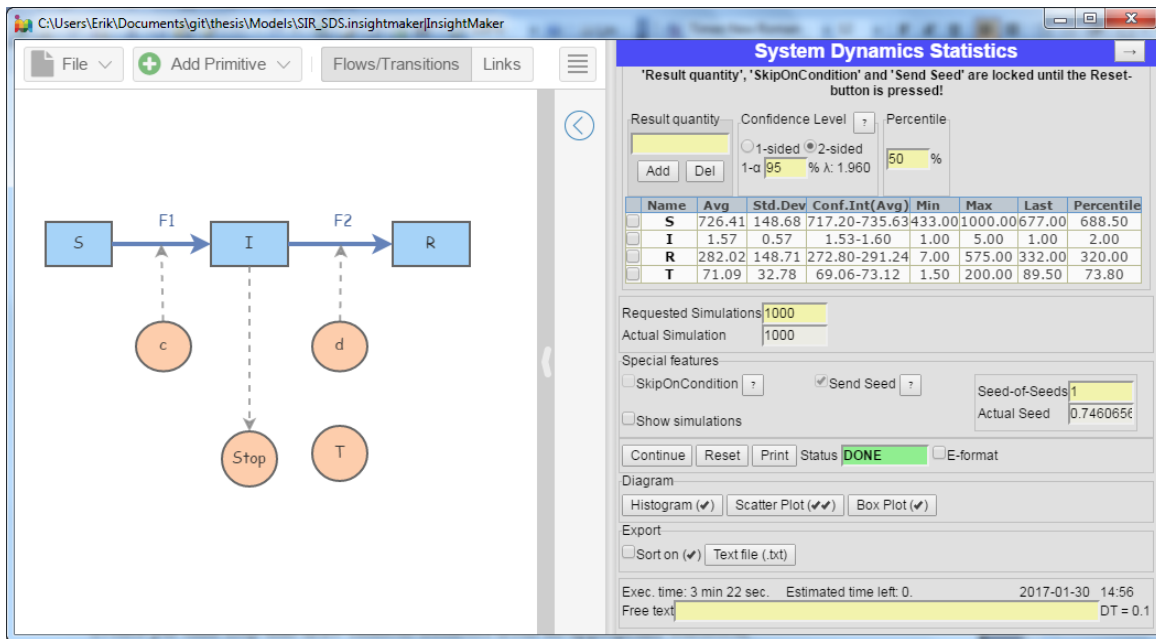 C:\Users\Erik\Documents\git\thesis\Models\SIR_SDS.insightmaker|InsightMaker
File Add Primitive Flows/Transitions Links
F1 F2
S I R
c d
Stop T
System Dynamics Statistics →
'Result quantity', 'SkipOnCondition' and 'Send Seed' are locked until the Reset-
button is pressed!
Result quantity Confidence Level ? Percentile
1-sided 2-sided
Add Del 1-α 95 % λ: 1.960 50 %
Name Avg Std.Dev Conf.Int(Avg) Min Max Last Percentile
S 726.41 148.68 717.20-735.63 433.00 1000.00 677.00 688.50
I 1.57 0.57 1.53-1.60 1.00 5.00 1.00 2.00
R 282.02 148.71 272.80-291.24 7.00 575.00 332.00 320.00
T 71.09 32.78 69.06-73.12 1.50 200.00 89.50 73.80
Requested Simulations 1000
Actual Simulation 1000
Special features
SkipOnCondition ? ✔ Send Seed ? Seed-of-Seeds 1
Show simulations Actual Seed 0.7460656
Continue Reset Print Status DONE E-format
Diagram
Histogram (✔) Scatter Plot (✔✔) Box Plot (✔)
Export
Sort on (✔) Text file (.txt)
Exec. time: 3 min 22 sec. Estimated time left: 0. 2017-01-30 14:56
Free text DT = 0.1